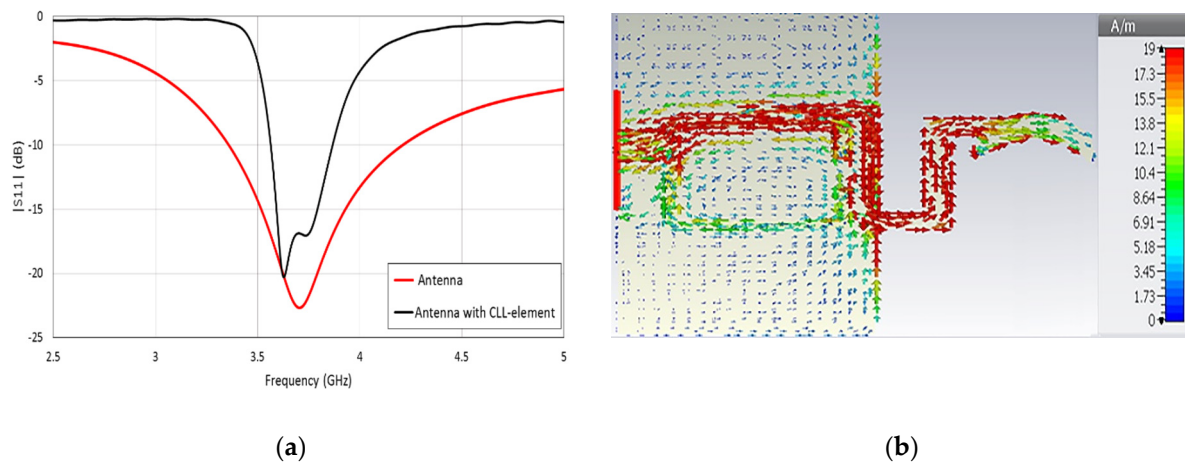 0
-5
-10
-15
-20
-25
|S11| (dB)
Antenna
Antenna with CLL-element
2.5 3 3.5 4 4.5 5
Frequency (GHz)
(a)
A/m
19
17.3
15.5
13.8
12.1
10.4
8.64
6.91
5.18
3.45
1.73
0
(b)